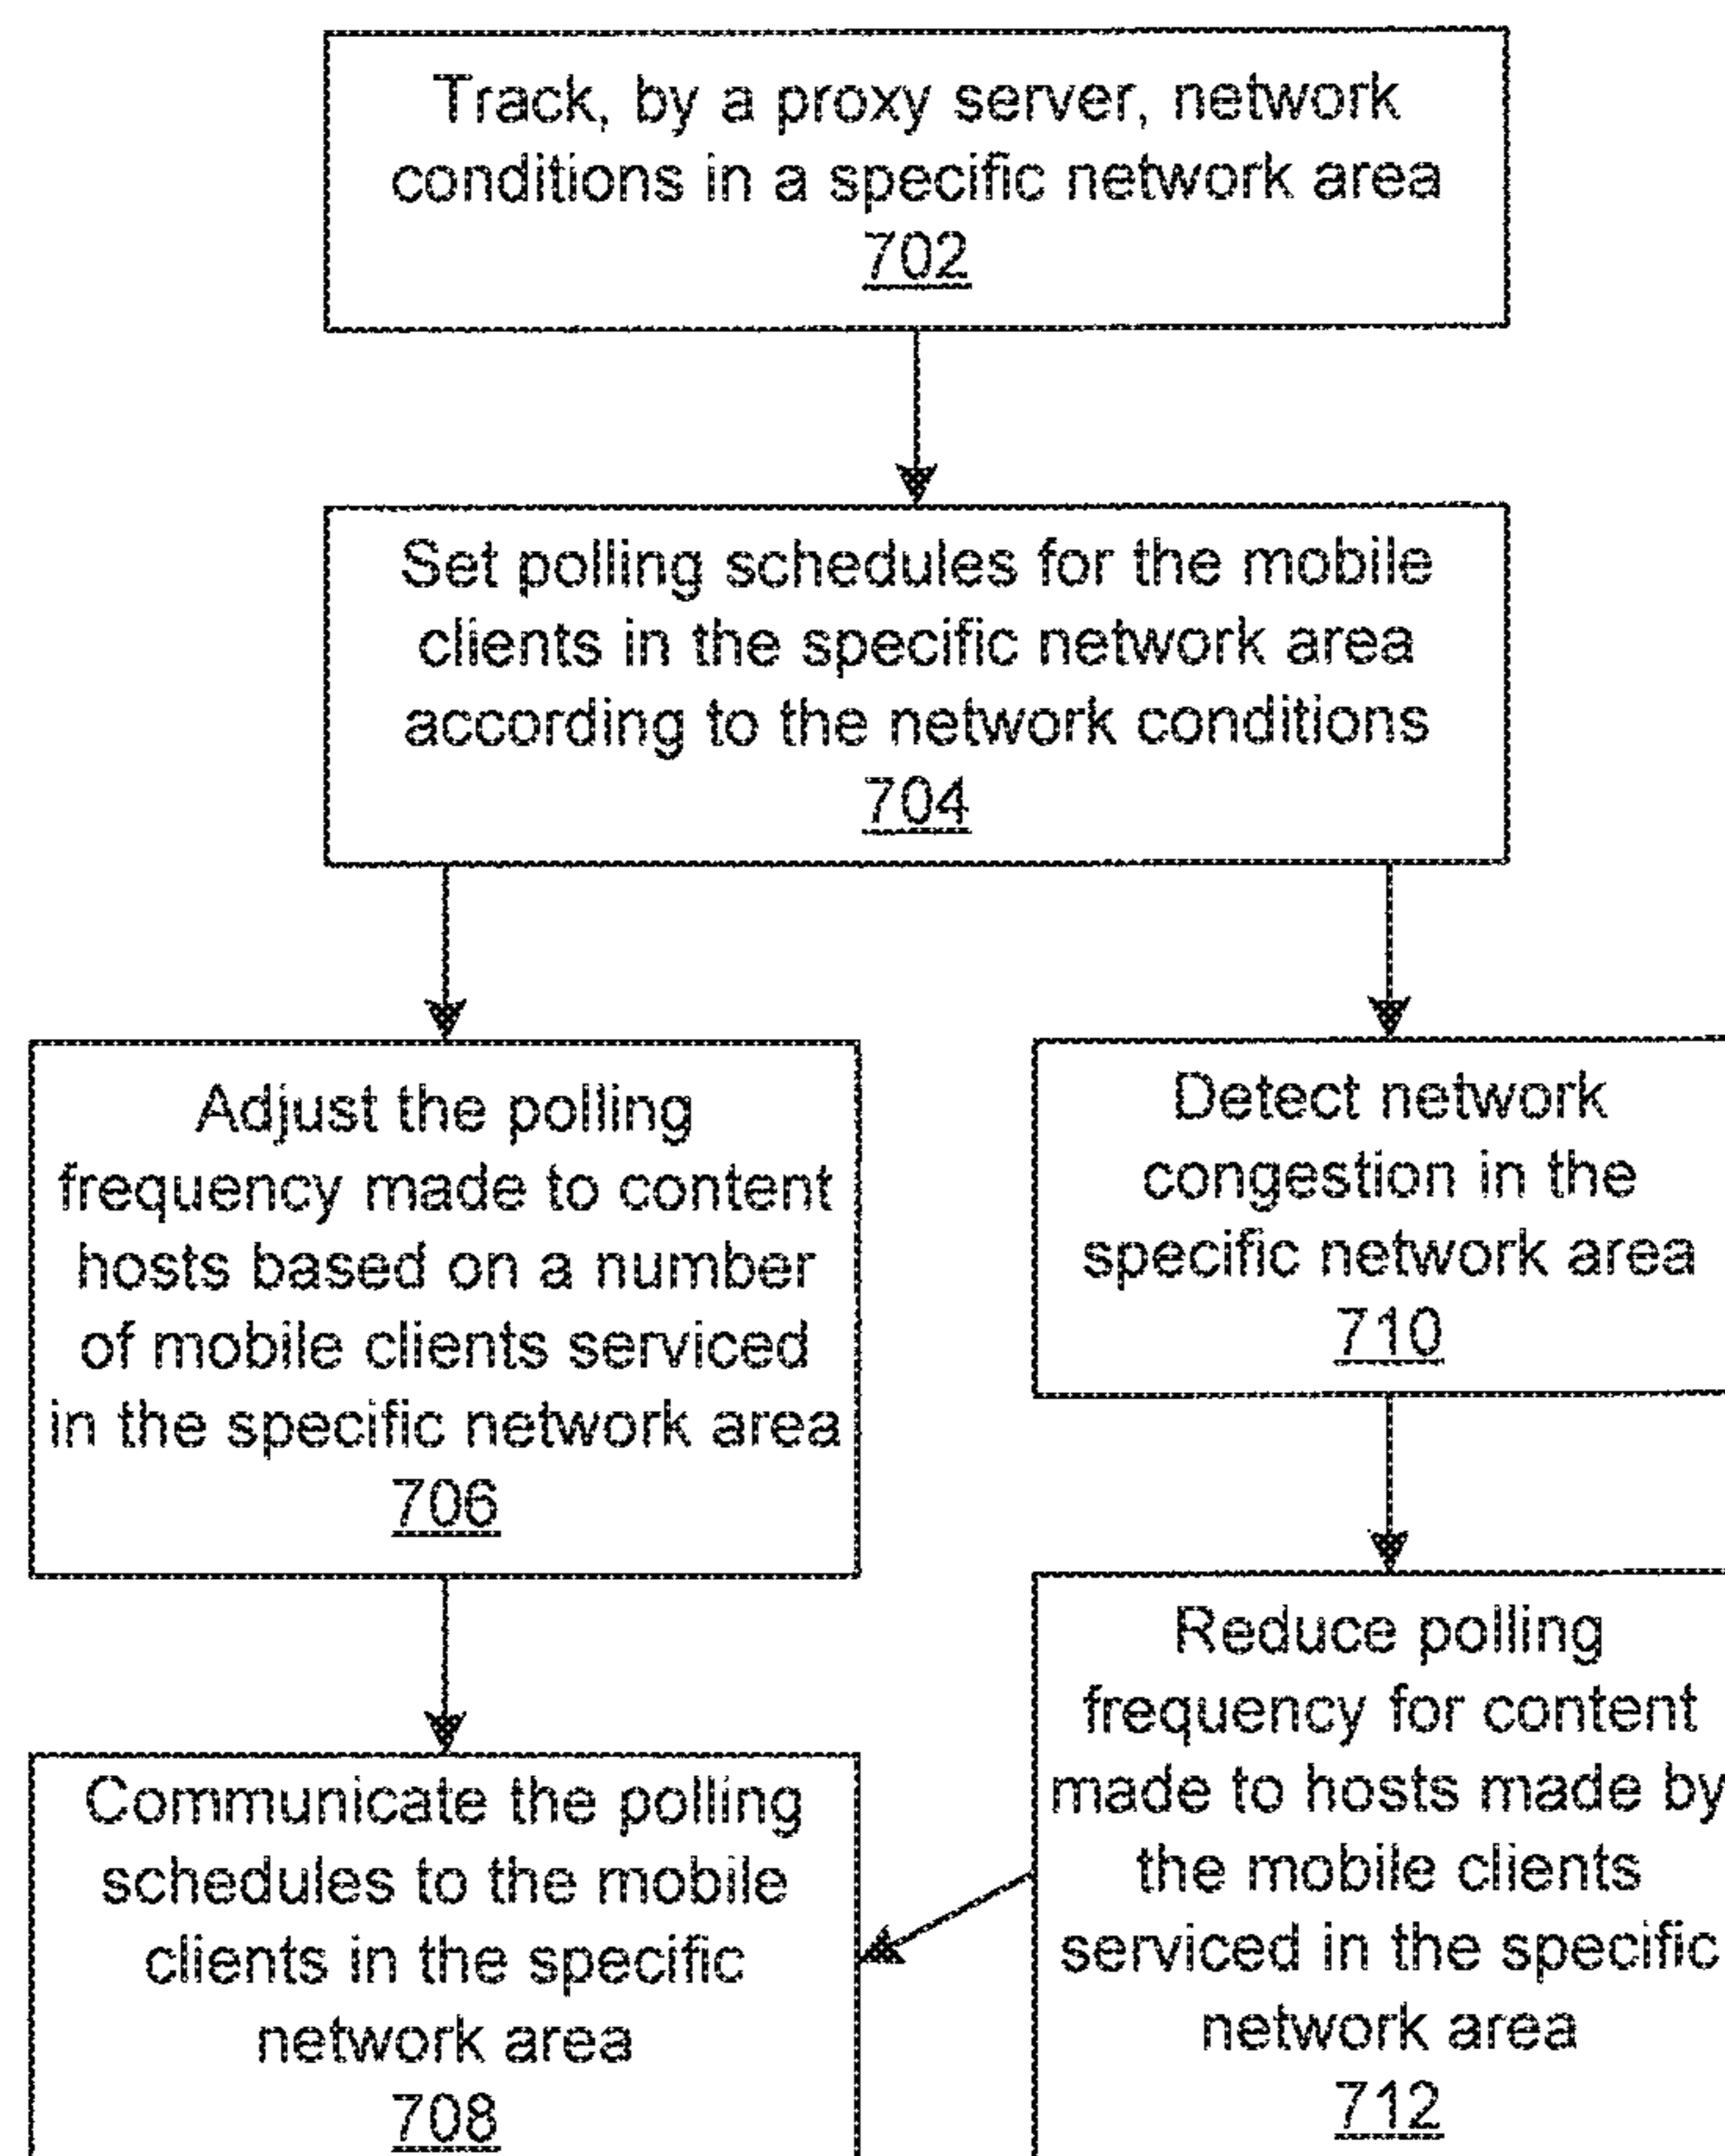 Track, by a proxy server, network
conditions in a specific network area
702
Set polling schedules for the mobile
clients in the specific network area
according to the network conditions
704
Adjust the polling
frequency made to content
hosts based on a number
of mobile clients serviced
in the specific network area
706
Communicate the polling
schedules to the mobile
clients in the specific
network area
708
Detect network
congestion in the
specific network area
710
Reduce polling
frequency for content
made to hosts made by
the mobile clients
serviced in the specific
network area
712